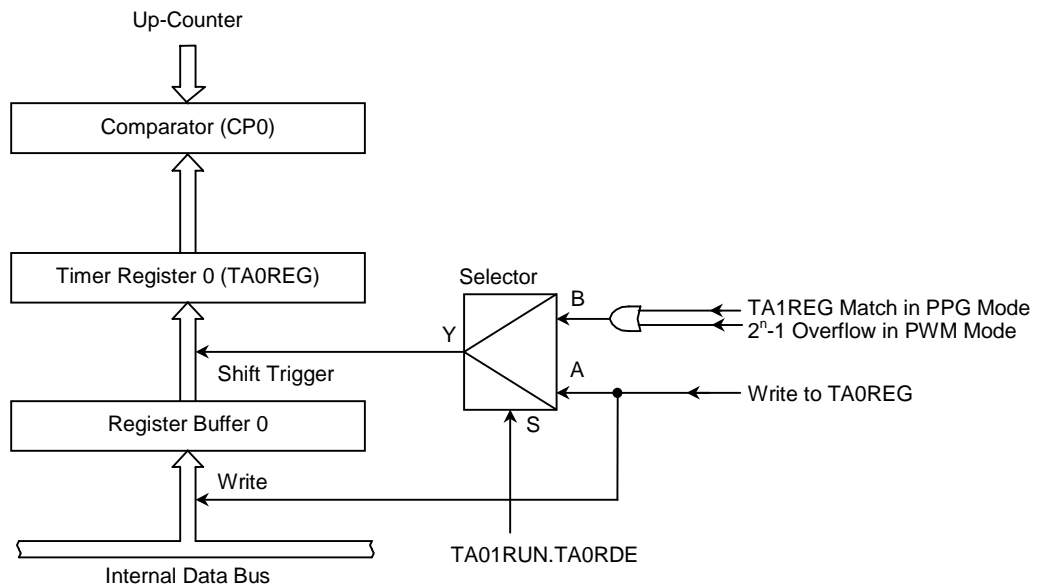 Up-Counter
Comparator (CP0)
Timer Register 0 (TA0REG)
Selector
B
TA1REG Match in PPG Mode
2ⁿ-1 Overflow in PWM Mode
Y
Shift Trigger
A
Write to TA0REG
Register Buffer 0
S
Write
TA01RUN.TA0RDE
Internal Data Bus